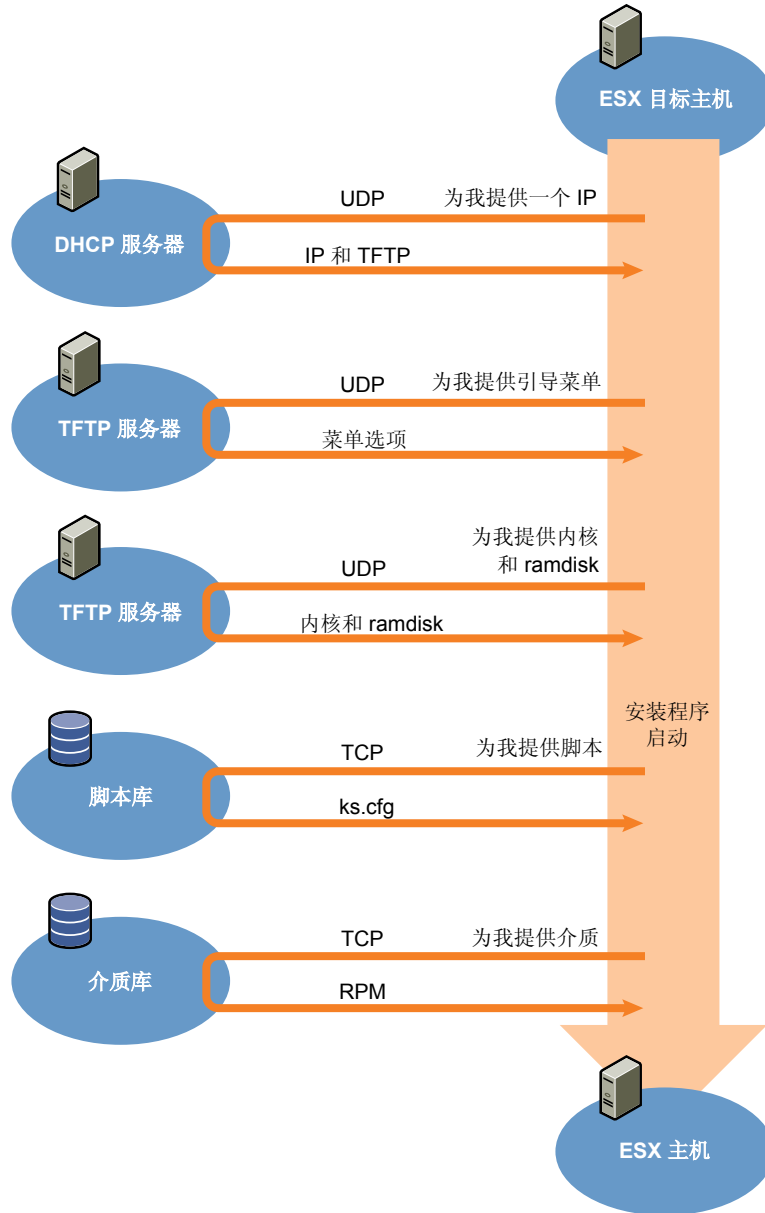 ESX 目标主机
UDP
为我提供一个 IP
DHCP 服务器
IP 和 TFTP
UDP
为我提供引导菜单
TFTP 服务器
菜单选项
为我提供内核
和 ramdisk
UDP
TFTP 服务器
内核和 ramdisk
安装程序
启动
TCP
为我提供脚本
脚本库
ks.cfg
TCP
为我提供介质
介质库
RPM
ESX 主机